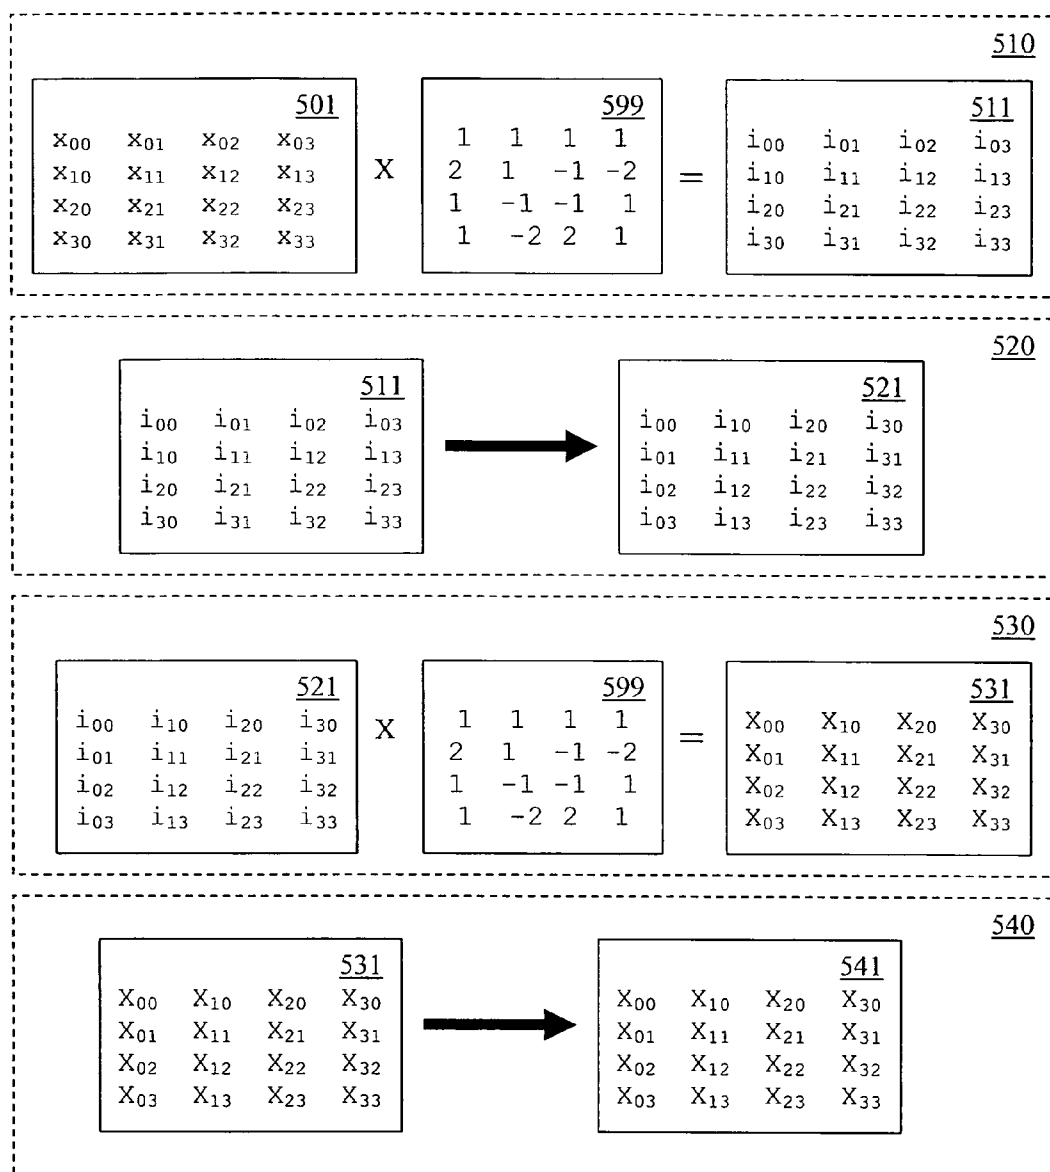 510
501 599 511
x00 x01 x02 x03 1 1 1 1 i00 i01 i02 i03
x10 x11 x12 x13 X 2 1 -1 -2 = i10 i11 i12 i13
x20 x21 x22 x23 1 -1 -1 1 i20 i21 i22 i23
x30 x31 x32 x33 1 -2 2 1 i30 i31 i32 i33
520
511 521
i00 i01 i02 i03 i00 i10 i20 i30
i10 i11 i12 i13 i01 i11 i21 i31
i20 i21 i22 i23 i02 i12 i22 i32
i30 i31 i32 i33 i03 i13 i23 i33
530
521 599 531
i00 i10 i20 i30 1 1 1 1 X00 X10 X20 X30
i01 i11 i21 i31 X 2 1 -1 -2 = X01 X11 X21 X31
i02 i12 i22 i32 1 -1 -1 1 X02 X12 X22 X32
i03 i13 i23 i33 1 -2 2 1 X03 X13 X23 X33
540
531 541
X00 X10 X20 X30 X00 X10 X20 X30
X01 X11 X21 X31 X01 X11 X21 X31
X02 X12 X22 X32 X02 X12 X22 X32
X03 X13 X23 X33 X03 X13 X23 X33